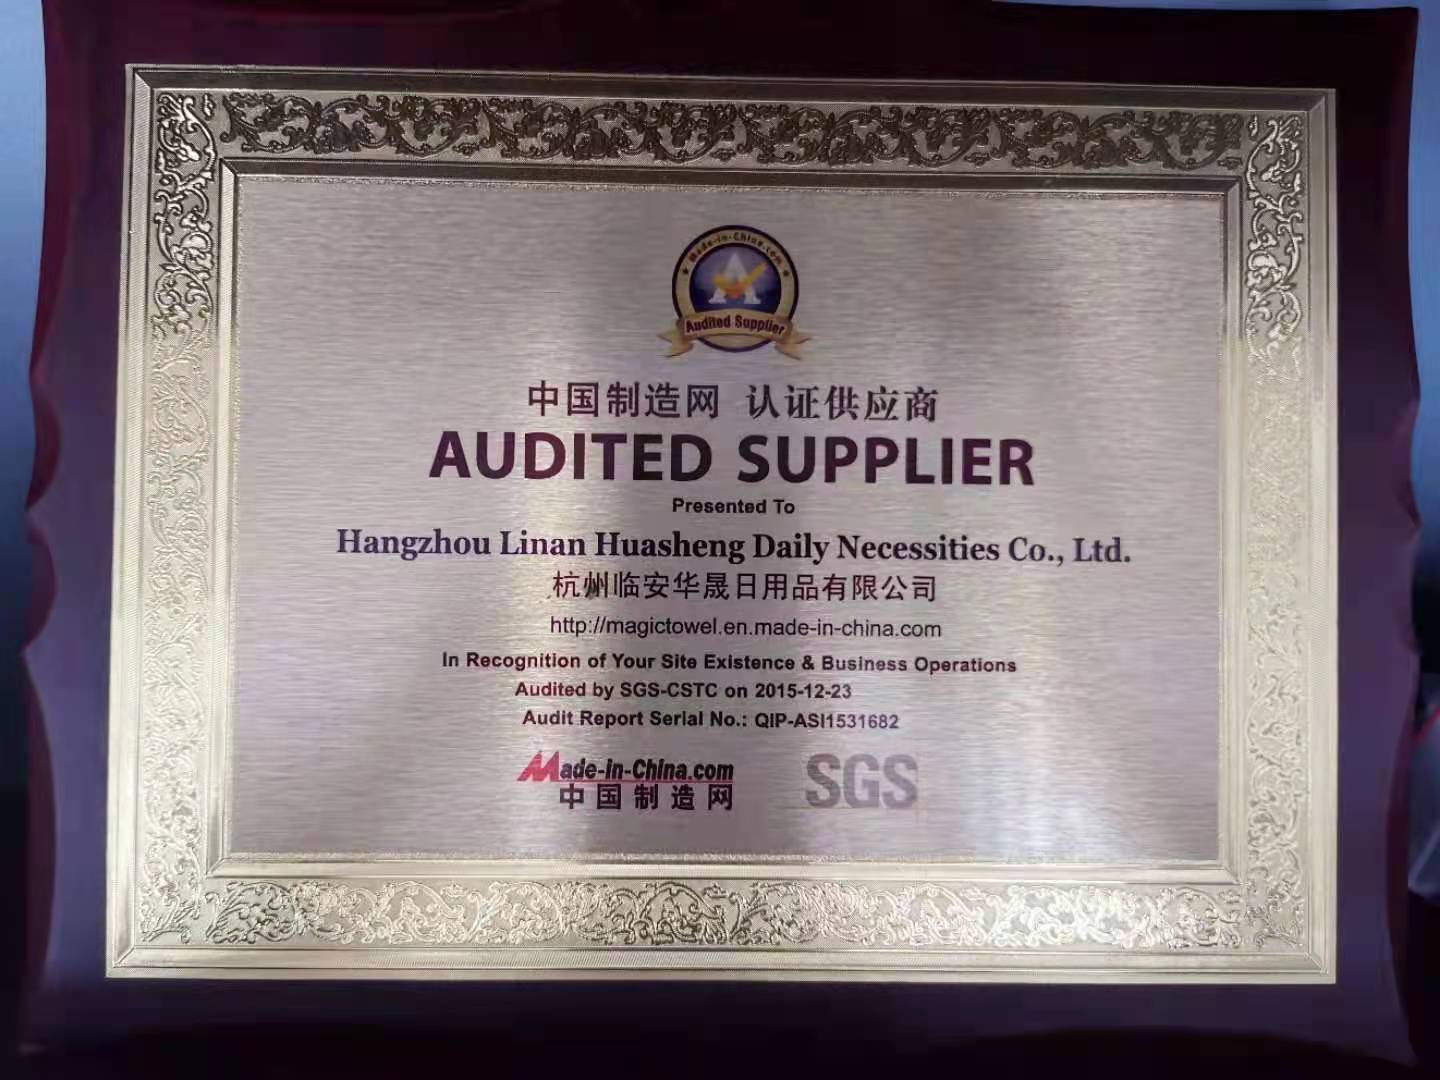 Made-in-China.com
Audited Supplier
中国制造网 认证供应商
AUDITED SUPPLIER
Presented To
Hangzhou Linan Huasheng Daily Necessities Co., Ltd.
杭州临安华晟日用品有限公司
http://magictowel.en.made-in-china.com
In Recognition of Your Site Existence & Business Operations
Audited by SGS-CSTC on 2015-12-23
Audit Report Serial No.: QIP-ASI1531682
Made-in-China.com
中国制造网
SGS